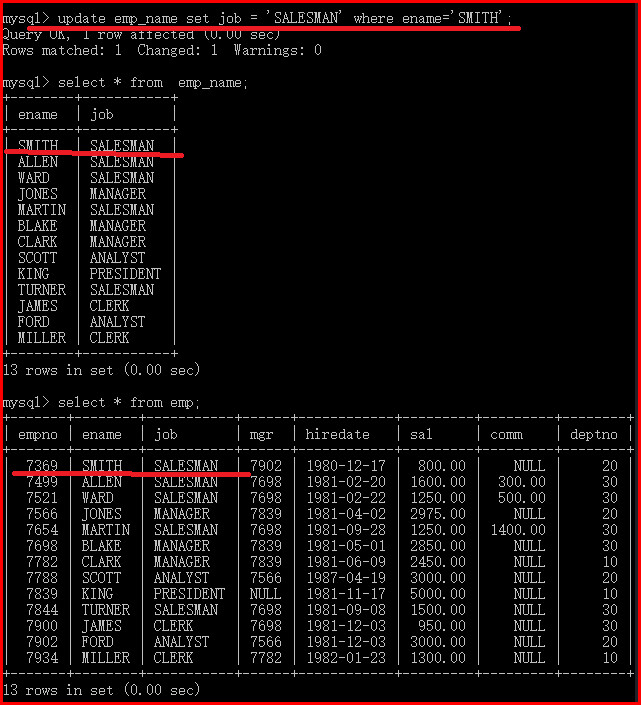 mysql> update emp_name set job = 'SALESMAN' where ename='SMITH';
Query OK, 1 row affected (0.00 sec)
Rows matched: 1  Changed: 1  Warnings: 0
mysql> select * from  emp_name;
+--------+-----------+
| ename  | job       |
+--------+-----------+
| SMITH  | SALESMAN  |
| ALLEN  | SALESMAN  |
| WARD   | SALESMAN  |
| JONES  | MANAGER   |
| MARTIN | SALESMAN  |
| BLAKE  | MANAGER   |
| CLARK  | MANAGER   |
| SCOTT  | ANALYST   |
| KING   | PRESIDENT |
| TURNER | SALESMAN  |
| JAMES  | CLERK     |
| FORD   | ANALYST   |
| MILLER | CLERK     |
+--------+-----------+
13 rows in set (0.00 sec)
mysql> select * from emp;
+-------+--------+-----------+------+------------+---------+---------+--------+
| empno | ename  | job       | mgr  | hiredate   | sal     | comm    | deptno |
+-------+--------+-----------+------+------------+---------+---------+--------+
|  7369 | SMITH  | SALESMAN  | 7902 | 1980-12-17 |  800.00 |    NULL |     20 |
|  7499 | ALLEN  | SALESMAN  | 7698 | 1981-02-20 | 1600.00 |  300.00 |     30 |
|  7521 | WARD   | SALESMAN  | 7698 | 1981-02-22 | 1250.00 |  500.00 |     30 |
|  7566 | JONES  | MANAGER   | 7839 | 1981-04-02 | 2975.00 |    NULL |     20 |
|  7654 | MARTIN | SALESMAN  | 7698 | 1981-09-28 | 1250.00 | 1400.00 |     30 |
|  7698 | BLAKE  | MANAGER   | 7839 | 1981-05-01 | 2850.00 |    NULL |     30 |
|  7782 | CLARK  | MANAGER   | 7839 | 1981-06-09 | 2450.00 |    NULL |     10 |
|  7788 | SCOTT  | ANALYST   | 7566 | 1987-04-19 | 3000.00 |    NULL |     20 |
|  7839 | KING   | PRESIDENT | NULL | 1981-11-17 | 5000.00 |    NULL |     10 |
|  7844 | TURNER | SALESMAN  | 7698 | 1981-09-08 | 1500.00 |    NULL |     30 |
|  7900 | JAMES  | CLERK     | 7698 | 1981-12-03 |  950.00 |    NULL |     30 |
|  7902 | FORD   | ANALYST   | 7566 | 1981-12-03 | 3000.00 |    NULL |     20 |
|  7934 | MILLER | CLERK     | 7782 | 1982-01-23 | 1300.00 |    NULL |     10 |
+-------+--------+-----------+------+------------+---------+---------+--------+
13 rows in set (0.00 sec)